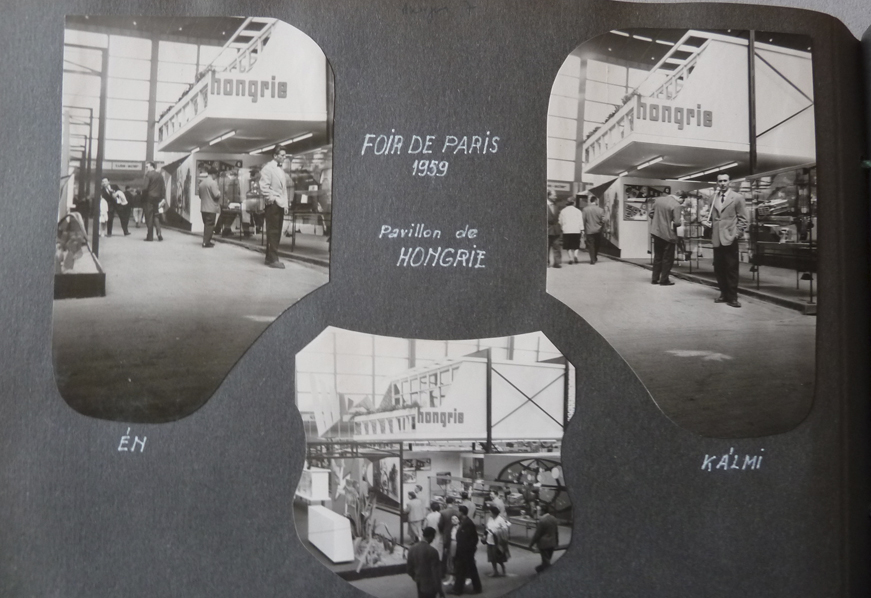 hongrie
hongrie
FOIR DE PARIS
1959
Pavillon de
HONGRIE
hongrie
ÉN
KÁLMI